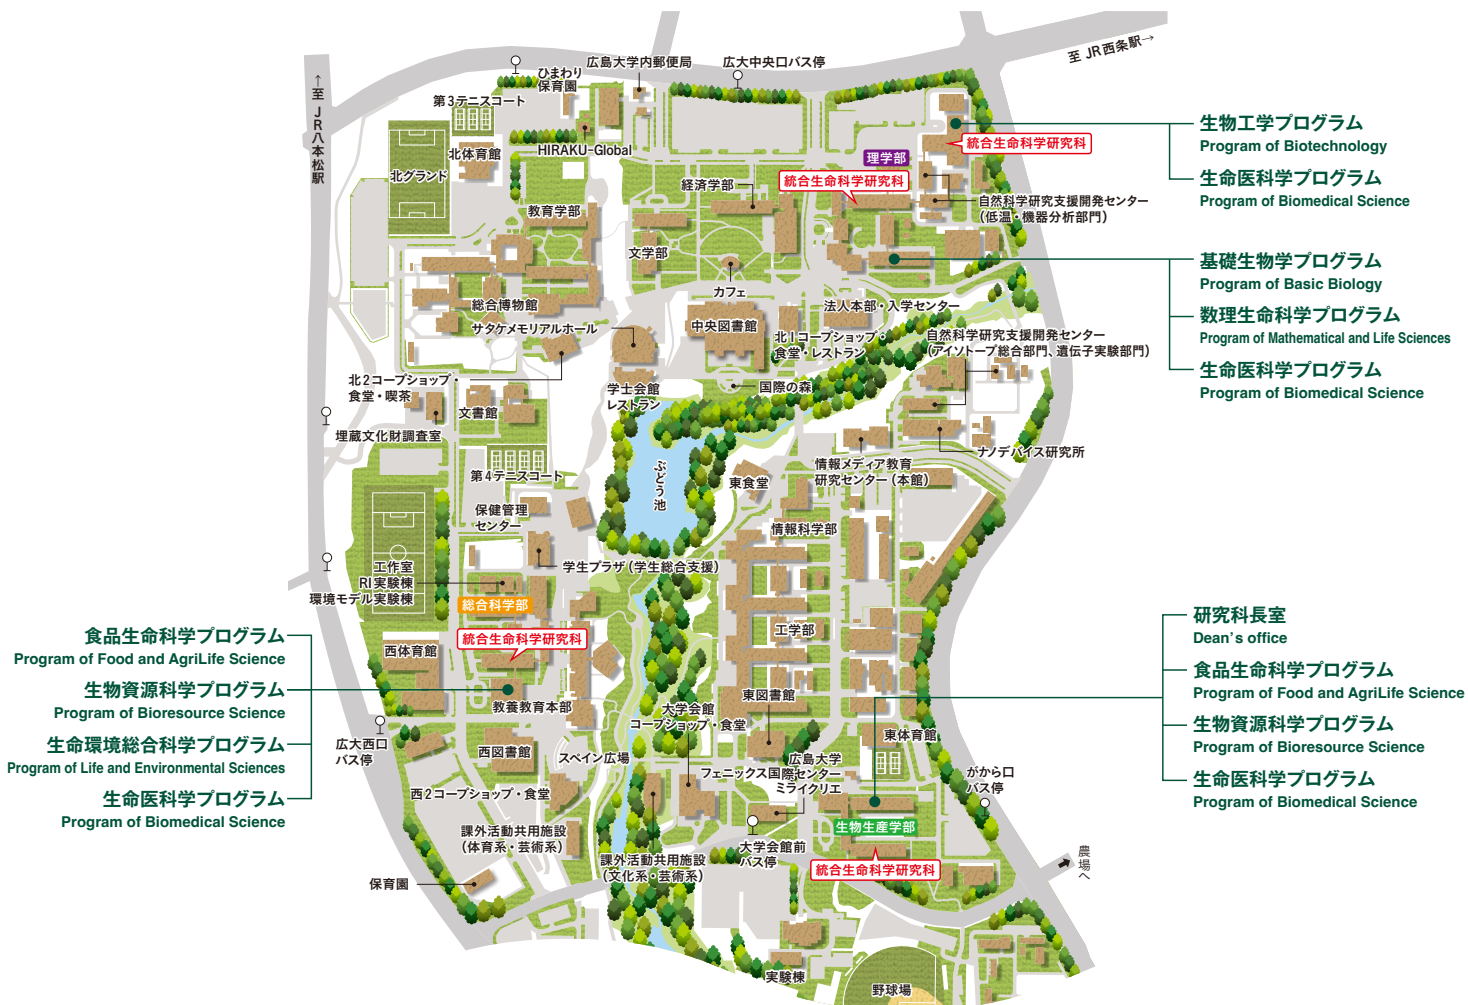 至 JR西条駅→
↑至 JR八本松駅
ひまわり
保育園
広島大学内郵便局
広大中央口バス停
第3テニスコート
HIRAKU-Global
北体育館
北グランド
理学部
統合生命科学研究科
統合生命科学研究科
経済学部
自然科学研究支援開発センター
(低温・機器分析部門)
教育学部
文学部
カフェ
総合博物館
サタケメモリアルホール
中央図書館
法人本部・入学センター
北1コープショップ・
食堂・レストラン
自然科学研究支援開発センター
(アイソトープ総合部門、遺伝子実験部門)
北2コープショップ・
食堂・喫茶
文書館
学士会館
レストラン
国際の森
埋蔵文化財調査室
第4テニスコート
ぶどう池
東食堂
情報メディア教育
研究センター(本館)
ナノデバイス研究所
保健管理
センター
情報科学部
学生プラザ(学生総合支援)
工作室
RI実験棟
環境モデル実験棟
総合科学部
統合生命科学研究科
工学部
西体育館
教養教育本部
東図書館
大学会館
コープショップ・食堂
東体育館
広大西口
バス停
西図書館
スペイン広場
広島大学
フェニックス国際センター
ミライクリエ
がから口
バス停
西2コープショップ・食堂
生物生産学部
課外活動共用施設
(体育系・芸術系)
大学会館前
バス停
課外活動共用施設
(文化系・芸術系)
統合生命科学研究科
農場へ
保育園
実験棟
野球場
生物工学プログラム
Program of Biotechnology
生命医科学プログラム
Program of Biomedical Science
基礎生物学プログラム
Program of Basic Biology
数理生命科学プログラム
Program of Mathematical and Life Sciences
生命医科学プログラム
Program of Biomedical Science
研究科長室
Dean's office
食品生命科学プログラム
Program of Food and AgriLife Science
生物資源科学プログラム
Program of Bioresource Science
生命医科学プログラム
Program of Biomedical Science
食品生命科学プログラム
Program of Food and AgriLife Science
生物資源科学プログラム
Program of Bioresource Science
生命環境総合科学プログラム
Program of Life and Environmental Sciences
生命医科学プログラム
Program of Biomedical Science